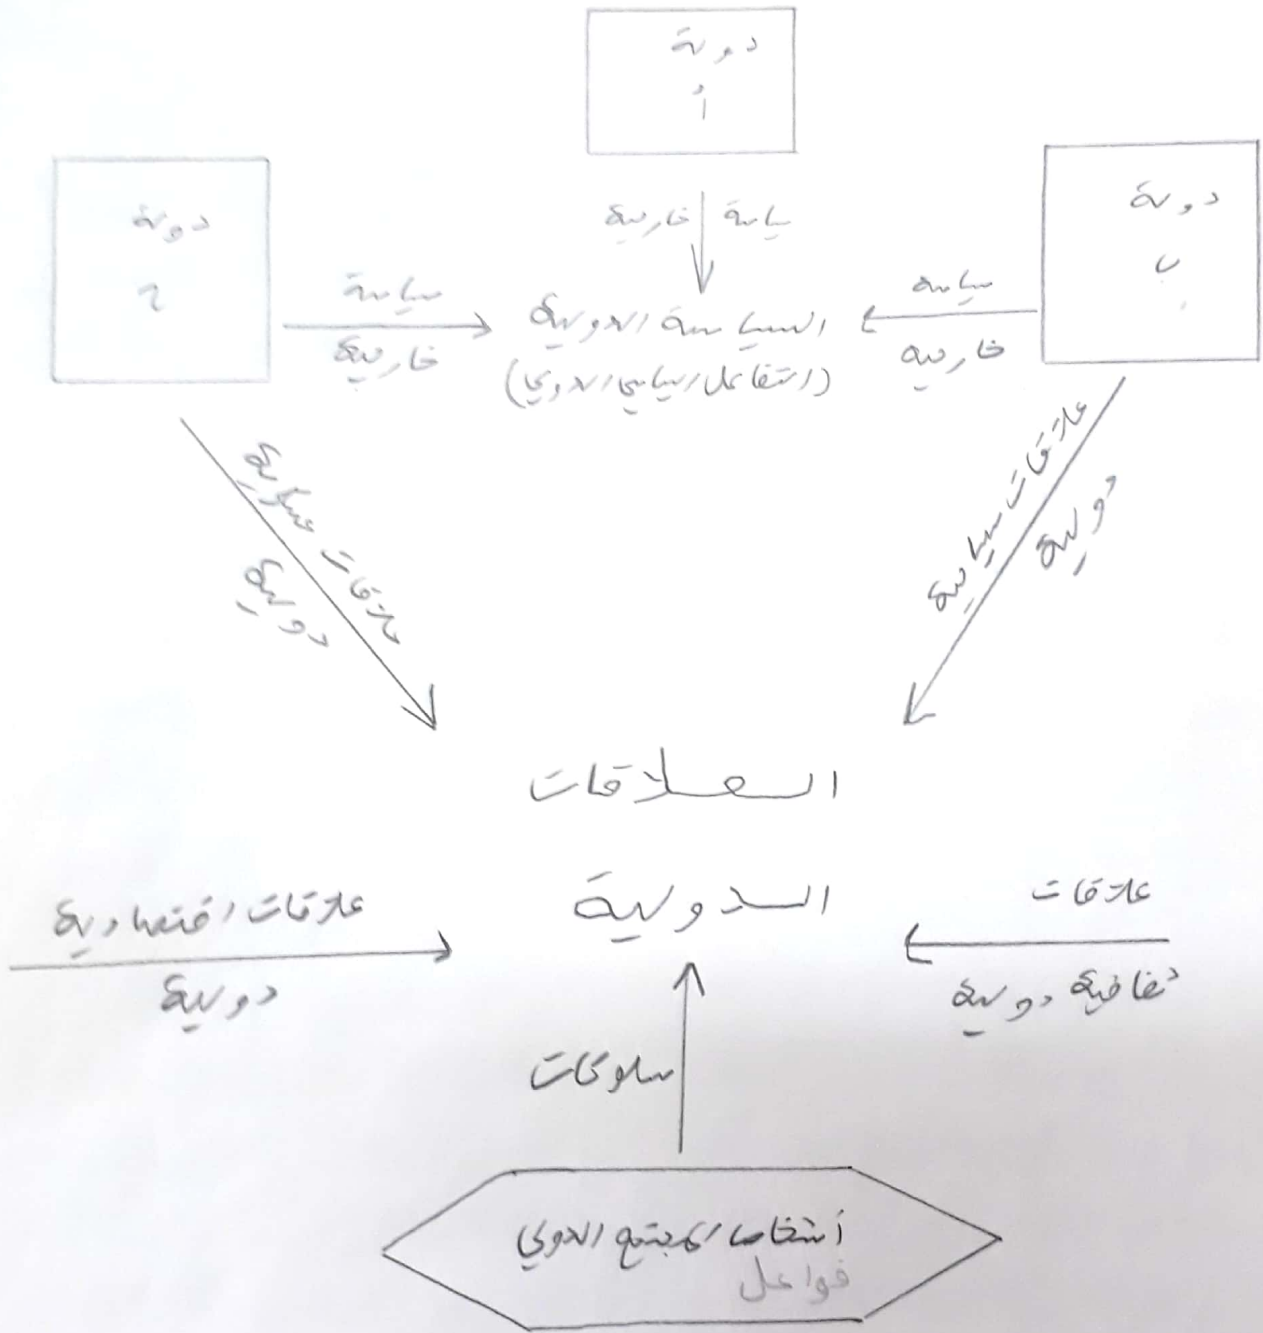 دولة
أ
دولة
ب
دولة
ح
سياسة خارجية
سياسة
خارجية
سياسة
خارجية
السياسة الدولية
(التفاعل السياسي الدولي)
علاقات سياسية
دولية
علاقات عسكرية
دولية
العلاقات
الدولية
علاقات
ثقافية دولية
علاقات اقتصادية
دولية
سلوكات
أشخاص المجتمع الدولي
فواعل